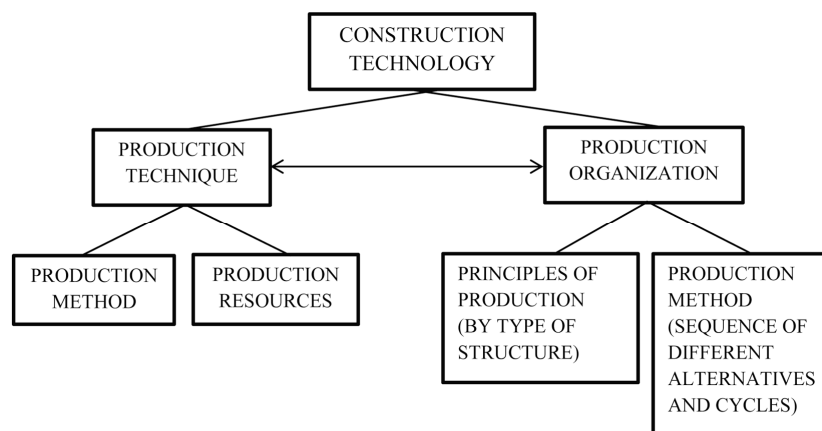 CONSTRUCTION
TECHNOLOGY
PRODUCTION
TECHNIQUE
PRODUCTION
ORGANIZATION
PRODUCTION
METHOD
PRODUCTION
RESOURCES
PRINCIPLES OF
PRODUCTION
(BY TYPE OF
STRUCTURE)
PRODUCTION
METHOD
(SEQUENCE OF
DIFFERENT
ALTERNATIVES
AND CYCLES)